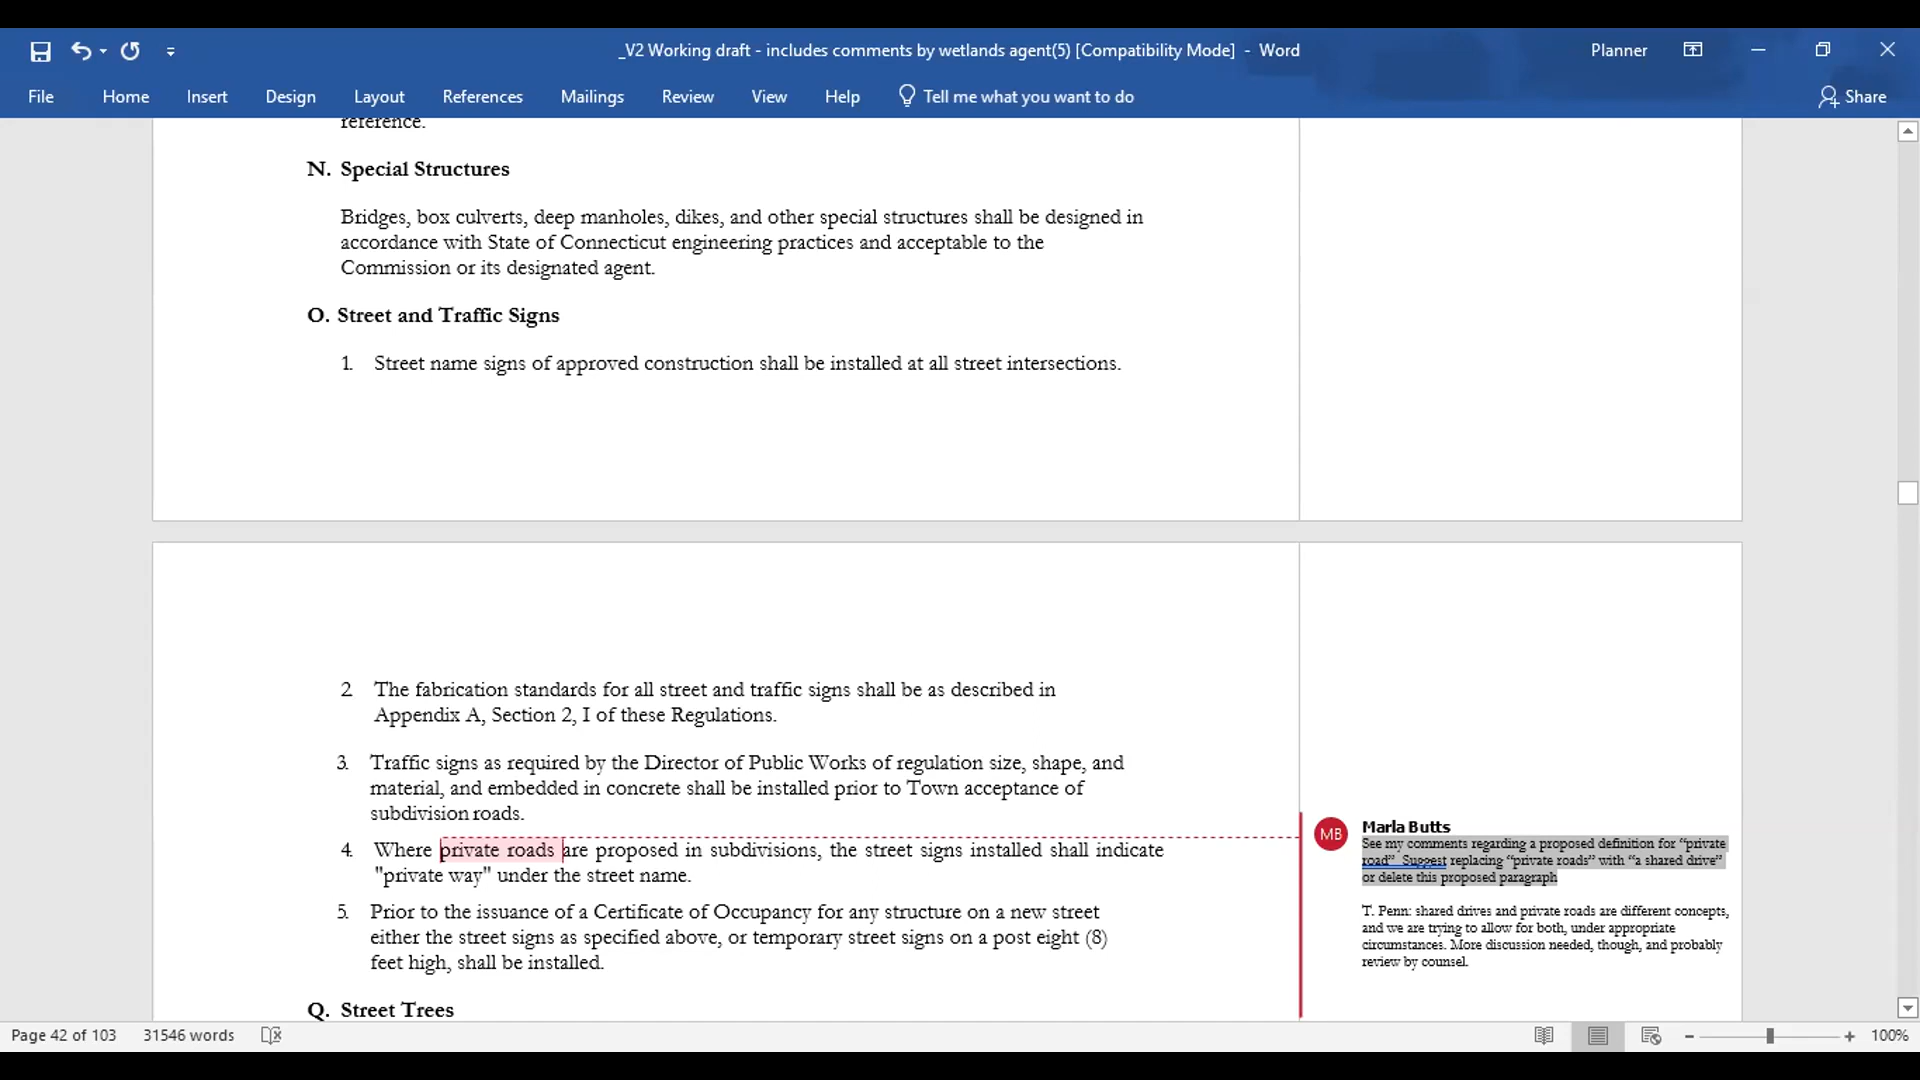 _V2 Working draft - includes comments by wetlands agent(5) [Compatibility Mode] - Word
Planner
File Home Insert Design Layout References Mailings Review View Help Tell me what you want to do Share
reference.
N. Special Structures
Bridges, box culverts, deep manholes, dikes, and other special structures shall be designed in
accordance with State of Connecticut engineering practices and acceptable to the
Commission or its designated agent.
O. Street and Traffic Signs
1. Street name signs of approved construction shall be installed at all street intersections.
2. The fabrication standards for all street and traffic signs shall be as described in
Appendix A, Section 2, I of these Regulations.
3. Traffic signs as required by the Director of Public Works of regulation size, shape, and
material, and embedded in concrete shall be installed prior to Town acceptance of
subdivision roads.
4. Where private roads are proposed in subdivisions, the street signs installed shall indicate
"private way" under the street name.
5. Prior to the issuance of a Certificate of Occupancy for any structure on a new street
either the street signs as specified above, or temporary street signs on a post eight (8)
feet high, shall be installed.
Q. Street Trees
MB
Marla Butts
See my comments regarding a proposed definition for “private
road” Suggest replacing “private roads” with “a shared drive”
or delete this proposed paragraph
T. Penn: shared drives and private roads are different concepts,
and we are trying to allow for both, under appropriate
circumstances. More discussion needed, though, and probably
review by counsel.
Page 42 of 103 31546 words
100%